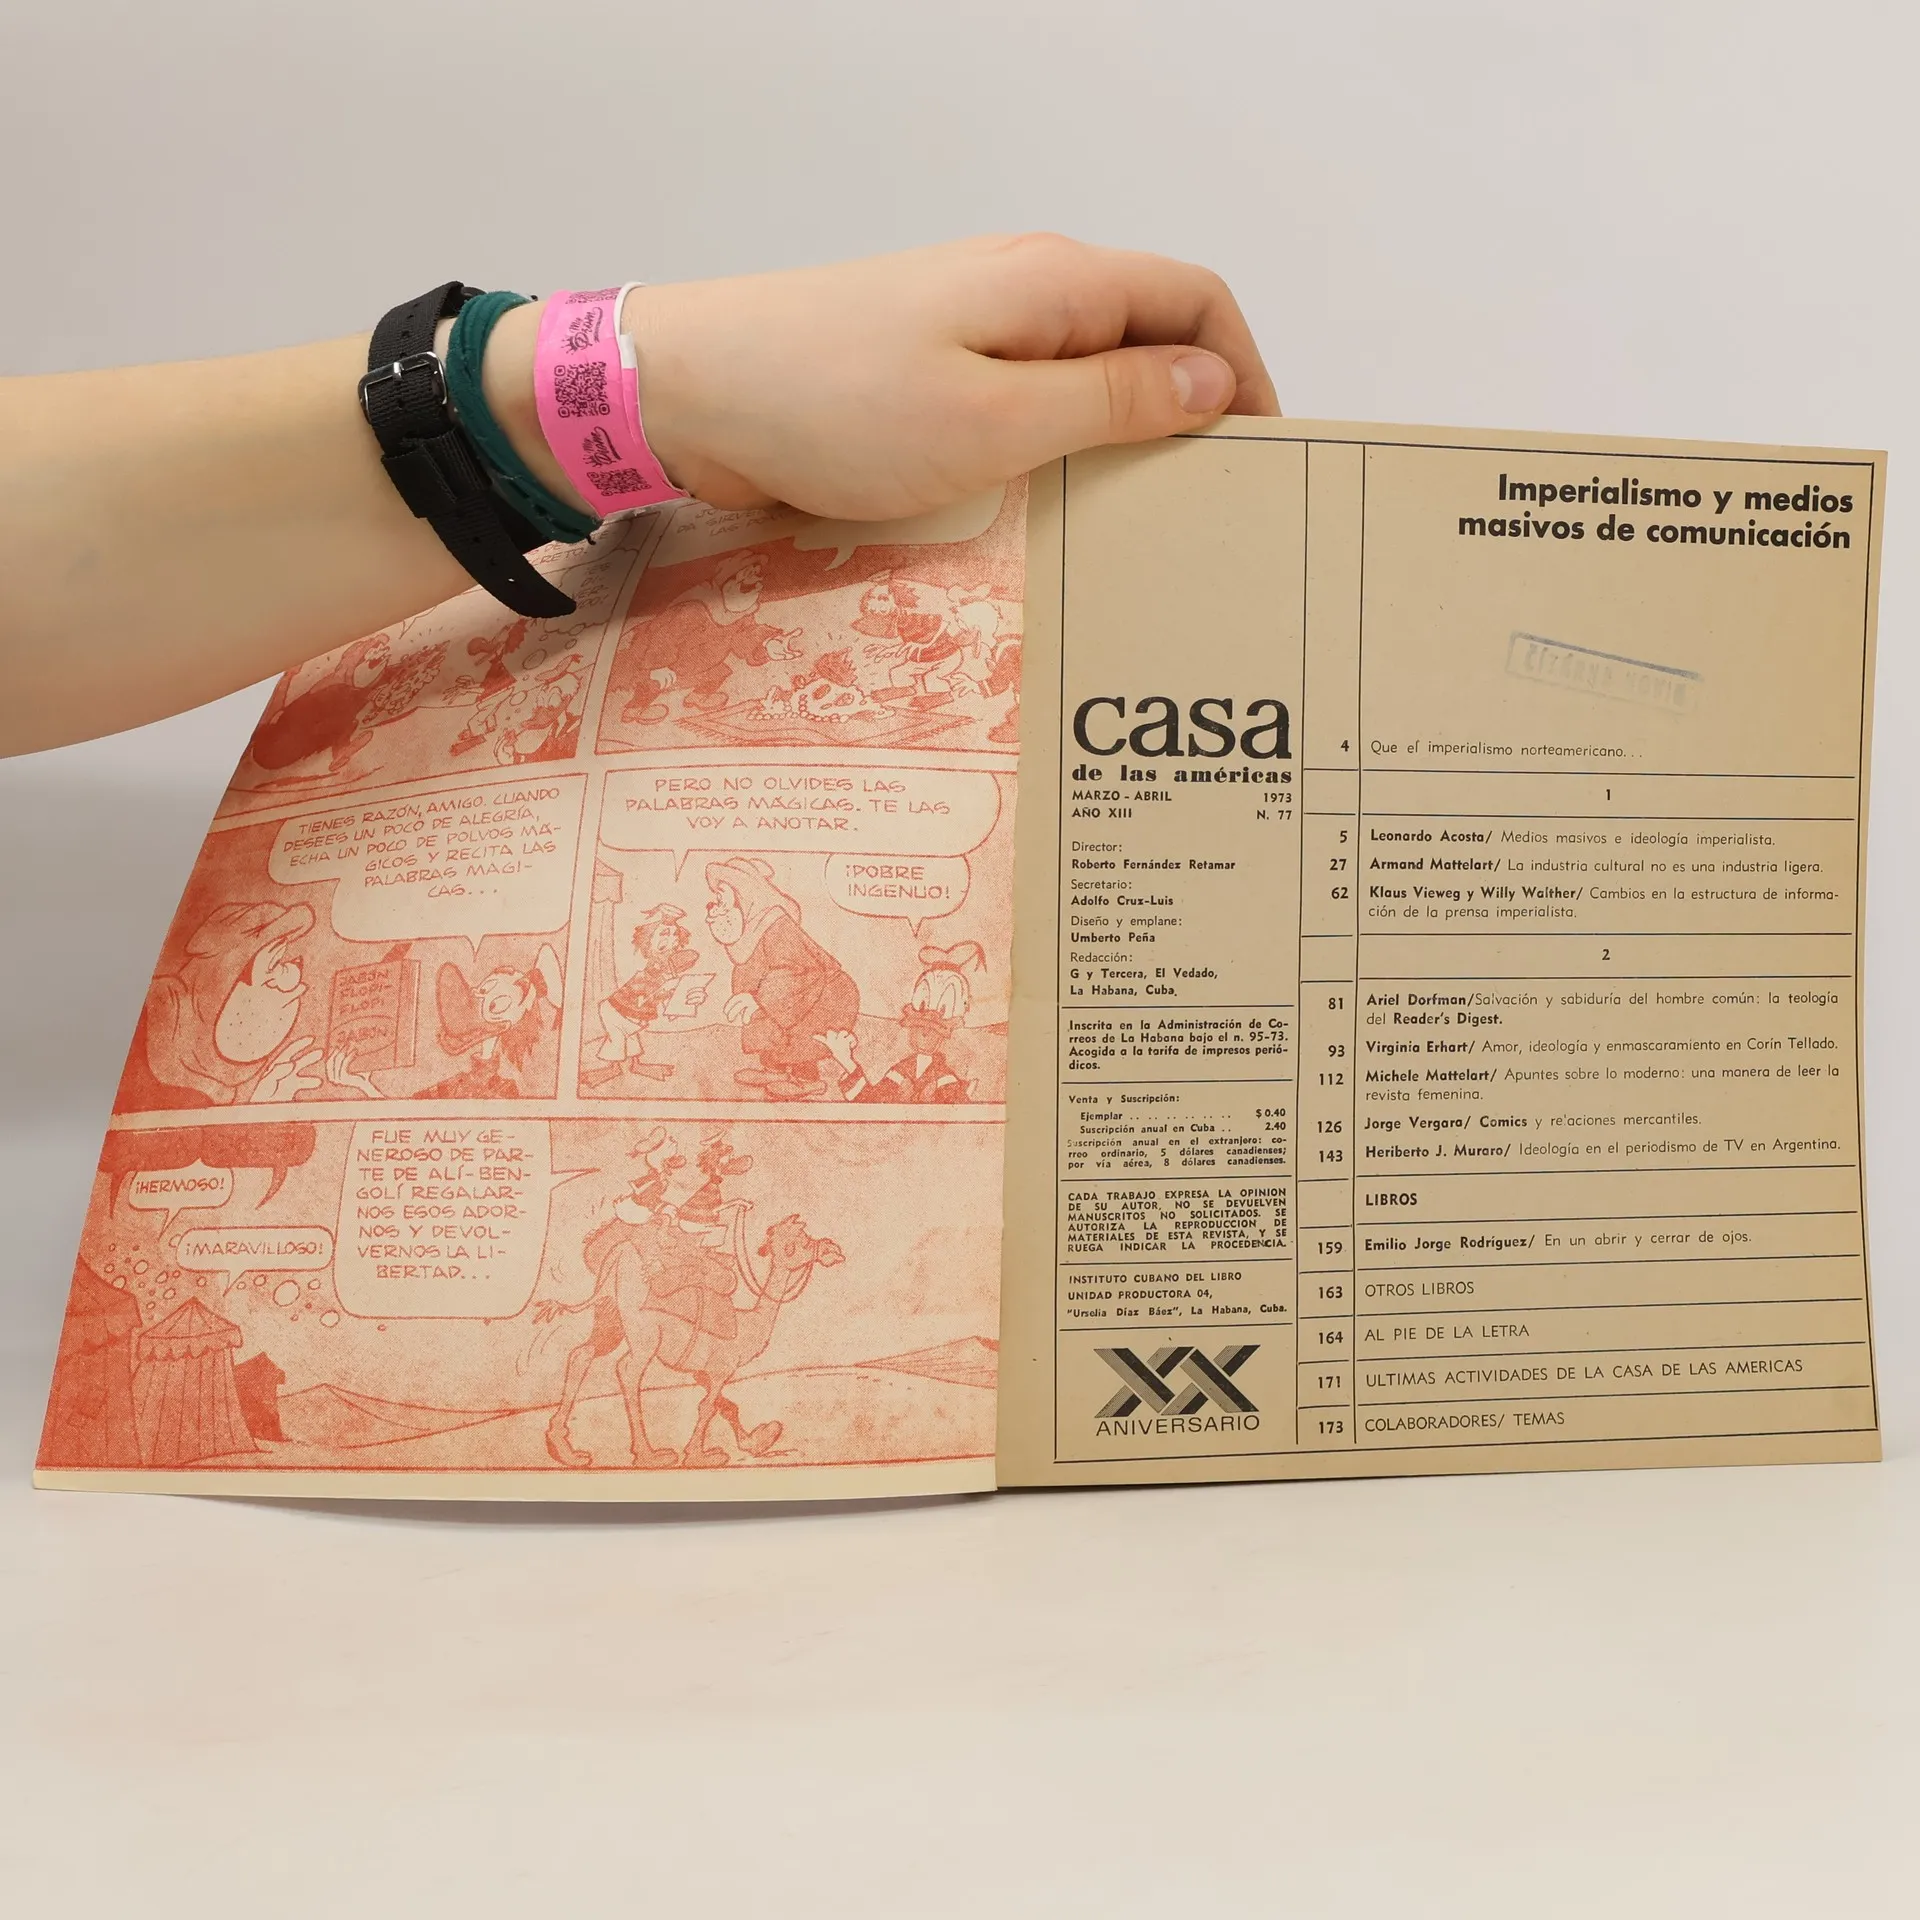 TIENES RAZÓN, AMIGO. CUANDO
DESEES UN POCO DE ALEGRÍA,
ECHA UN POCO DE POLVOS MÁ-
GICOS Y RECITA LAS
PALABRAS MAGI-
CAS...
JABON
FLOPI-
FLOPI
JABON
PERO NO OLVIDES LAS
PALABRAS MÁGICAS. TE LAS
VOY A ANOTAR.
¡POBRE
INGENUO!
¡HERMOSO!
¡MARAVILLOSO!
FUE MUY GE-
NEROSO DE PAR-
TE DE ALÍ-BEN-
GOLÍ REGALAR-
NOS ESOS ADOR-
NOS Y DEVOL-
VERNOS LA LI-
BERTAD...
casa
de las américas
MARZO - ABRIL 1973
AÑO XIII N. 77
Director:
Roberto Fernández Retamar
Secretario:
Adolfo Cruz-Luis
Diseño y emplane:
Umberto Peña
Redacción:
G y Tercera, El Vedado,
La Habana, Cuba.
Inscrita en la Administración de Co-
rreos de La Habana bajo el n. 95-73.
Acogida a la tarifa de impresos perió-
dicos.
Venta y Suscripción:
Ejemplar .. .. .. .. .. .. $ 0.40
Suscripción anual en Cuba .. 2.40
Suscripción anual en el extranjero: co-
rreo ordinario, 5 dólares canadienses;
por vía aérea, 8 dólares canadienses.
CADA TRABAJO EXPRESA LA OPINION
DE SU AUTOR, NO SE DEVUELVEN
MANUSCRITOS NO SOLICITADOS. SE
AUTORIZA LA REPRODUCCION DE
MATERIALES DE ESTA REVISTA, Y SE
RUEGA INDICAR LA PROCEDENCIA.
INSTITUTO CUBANO DEL LIBRO
UNIDAD PRODUCTORA 04,
"Urselia Díaz Báez", La Habana, Cuba.
XX
ANIVERSARIO
Imperialismo y medios
masivos de comunicación
4 Que el imperialismo norteamericano...
1
5 Leonardo Acosta/ Medios masivos e ideología imperialista.
27 Armand Mattelart/ La industria cultural no es una industria ligera.
62 Klaus Vieweg y Willy Walther/ Cambios en la estructura de informa-
ción de la prensa imperialista.
2
81 Ariel Dorfman/Salvación y sabiduría del hombre común: la teología
del Reader's Digest.
93 Virginia Erhart/ Amor, ideología y enmascaramiento en Corín Tellado.
112 Michele Mattelart/ Apuntes sobre lo moderno: una manera de leer la
revista femenina.
126 Jorge Vergara/ Comics y relaciones mercantiles.
143 Heriberto J. Muraro/ Ideología en el periodismo de TV en Argentina.
LIBROS
159 Emilio Jorge Rodríguez/ En un abrir y cerrar de ojos.
163 OTROS LIBROS
164 AL PIE DE LA LETRA
171 ULTIMAS ACTIVIDADES DE LA CASA DE LAS AMERICAS
173 COLABORADORES/ TEMAS